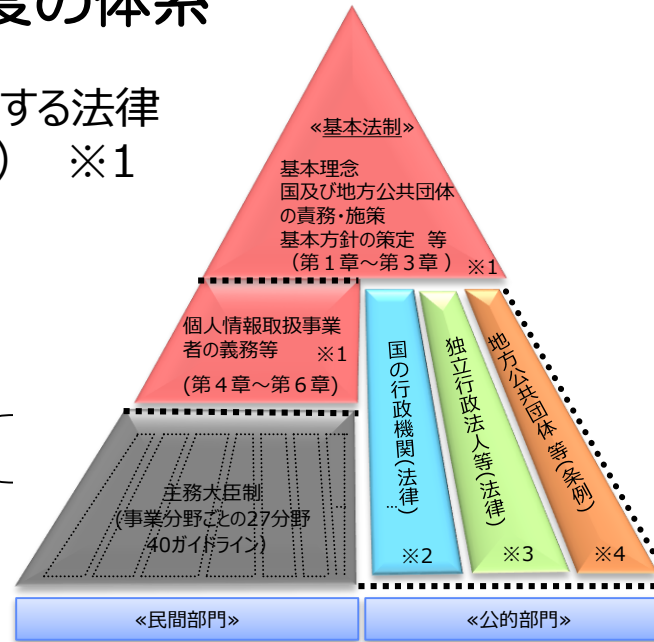 度の体系
する法律
) ※1
≪基本法制≫
基本理念
国及び地方公共団体
の責務・施策
基本方針の策定 等
（第１章～第３章 ） ※1
個人情報取扱事業
者の義務等 ※1
(第４章～第６章)
主務大臣制
(事業分野ごとの27分野
40ガイドライン)
…
国の行政機関(法律)
…
※2
独立行政法人等(法律)
※3
地方公共団体 等(条例)
※4
≪民間部門≫
≪公的部門≫